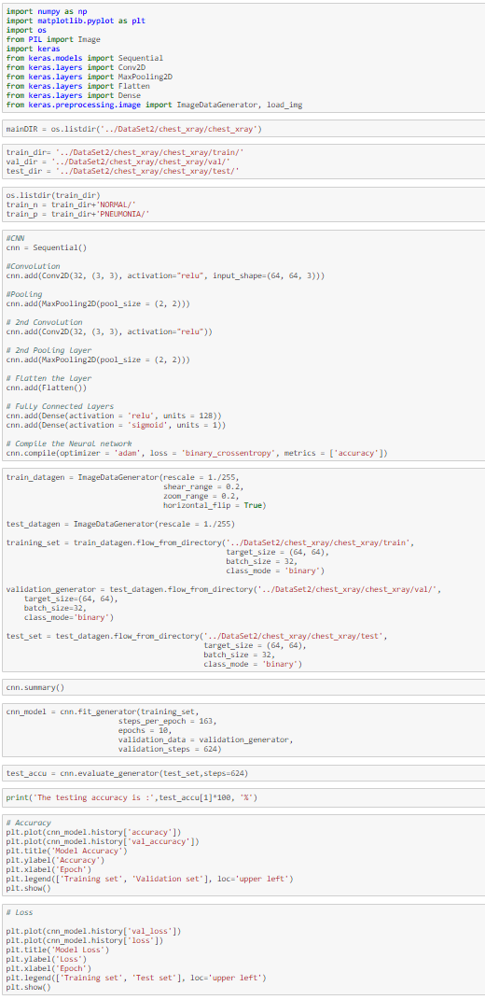 import numpy as np
import matplotlib.pyplot as plt
import os
from PIL import Image
import keras
from keras.models import Sequential
from keras.layers import Conv2D
from keras.layers import MaxPooling2D
from keras.layers import Flatten
from keras.layers import Dense
from keras.preprocessing.image import ImageDataGenerator, load_img
mainDIR = os.listdir('../DataSet2/chest_xray/chest_xray')
train_dir= '../DataSet2/chest_xray/chest_xray/train/'
val_dir = '../DataSet2/chest_xray/chest_xray/val/'
test_dir = '../DataSet2/chest_xray/chest_xray/test/'
os.listdir(train_dir)
train_n = train_dir+'NORMAL/'
train_p = train_dir+'PNEUMONIA/'
#CNN
cnn = Sequential()
#Convolution
cnn.add(Conv2D(32, (3, 3), activation="relu", input_shape=(64, 64, 3)))
#Pooling
cnn.add(MaxPooling2D(pool_size = (2, 2)))
# 2nd Convolution
cnn.add(Conv2D(32, (3, 3), activation="relu"))
# 2nd Pooling layer
cnn.add(MaxPooling2D(pool_size = (2, 2)))
# Flatten the layer
cnn.add(Flatten())
# Fully Connected Layers
cnn.add(Dense(activation = 'relu', units = 128))
cnn.add(Dense(activation = 'sigmoid', units = 1))
# Compile the Neural network
cnn.compile(optimizer = 'adam', loss = 'binary_crossentropy', metrics = ['accuracy'])
train_datagen = ImageDataGenerator(rescale = 1./255,
shear_range = 0.2,
zoom_range = 0.2,
horizontal_flip = True)
test_datagen = ImageDataGenerator(rescale = 1./255)
training_set = train_datagen.flow_from_directory('../DataSet2/chest_xray/chest_xray/train',
target_size = (64, 64),
batch_size = 32,
class_mode = 'binary')
validation_generator = test_datagen.flow_from_directory('../DataSet2/chest_xray/chest_xray/val/',
target_size=(64, 64),
batch_size=32,
class_mode='binary')
test_set = test_datagen.flow_from_directory('../DataSet2/chest_xray/chest_xray/test',
target_size = (64, 64),
batch_size = 32,
class_mode = 'binary')
cnn.summary()
cnn_model = cnn.fit_generator(training_set,
steps_per_epoch = 163,
epochs = 10,
validation_data = validation_generator,
validation_steps = 624)
test_accu = cnn.evaluate_generator(test_set,steps=624)
print('The testing accuracy is :',test_accu[1]*100, '%')
# Accuracy
plt.plot(cnn_model.history['accuracy'])
plt.plot(cnn_model.history['val_accuracy'])
plt.title('Model Accuracy')
plt.ylabel('Accuracy')
plt.xlabel('Epoch')
plt.legend(['Training set', 'Validation set'], loc='upper left')
plt.show()
# Loss
plt.plot(cnn_model.history['val_loss'])
plt.plot(cnn_model.history['loss'])
plt.title('Model Loss')
plt.ylabel('Loss')
plt.xlabel('Epoch')
plt.legend(['Training set', 'Test set'], loc='upper left')
plt.show()